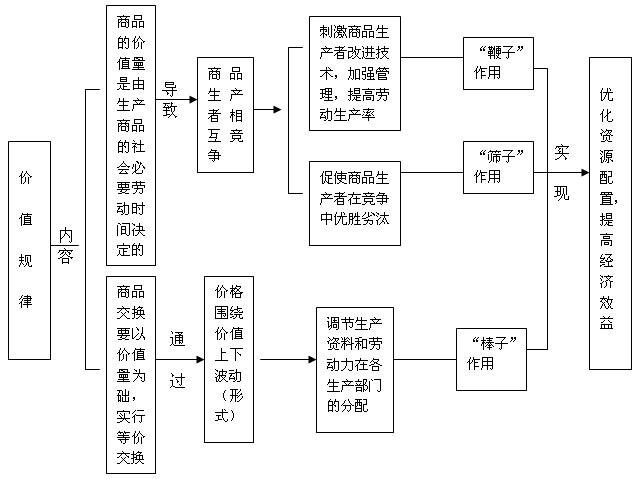 价
值
规
律
内
容
商品
的价
值量
是由
生产
商品
的社
会必
要劳
动时
间决
定的
导
致
商 品
生 产
者 相
互 竞
争
刺激商品生
产者改进技
术，加强管
理，提高劳
动生产率
“鞭子”
作用
促使商品生
产者在竞争
中优胜劣汰
“筛子”
作用
商品
交换
要以
价值
量为
础，
实行
等价
交换
通
过
价格
围绕
价值
上下
波动
（形
式）
调节生产
资料和劳
动力在各
生产部门
的分配
“棒子”
作用
实
现
优
化
资
源
配
置，
提
高
经
济
效
益